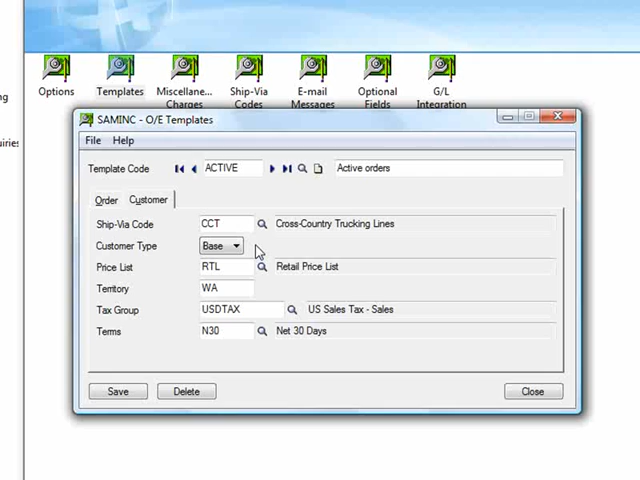 ng
uiries
Options
Templates
Miscellane...
Charges
Ship-Via
Codes
E-mail
Messages
Optional
Fields
G/L
Integration
SAMINC - O/E Templates
File Help
Template Code ACTIVE Active orders
Order Customer
Ship-Via Code CCT Cross-Country Trucking Lines
Customer Type Base
Price List RTL Retail Price List
Territory WA
Tax Group USDTAX US Sales Tax - Sales
Terms N30 Net 30 Days
Save Delete Close